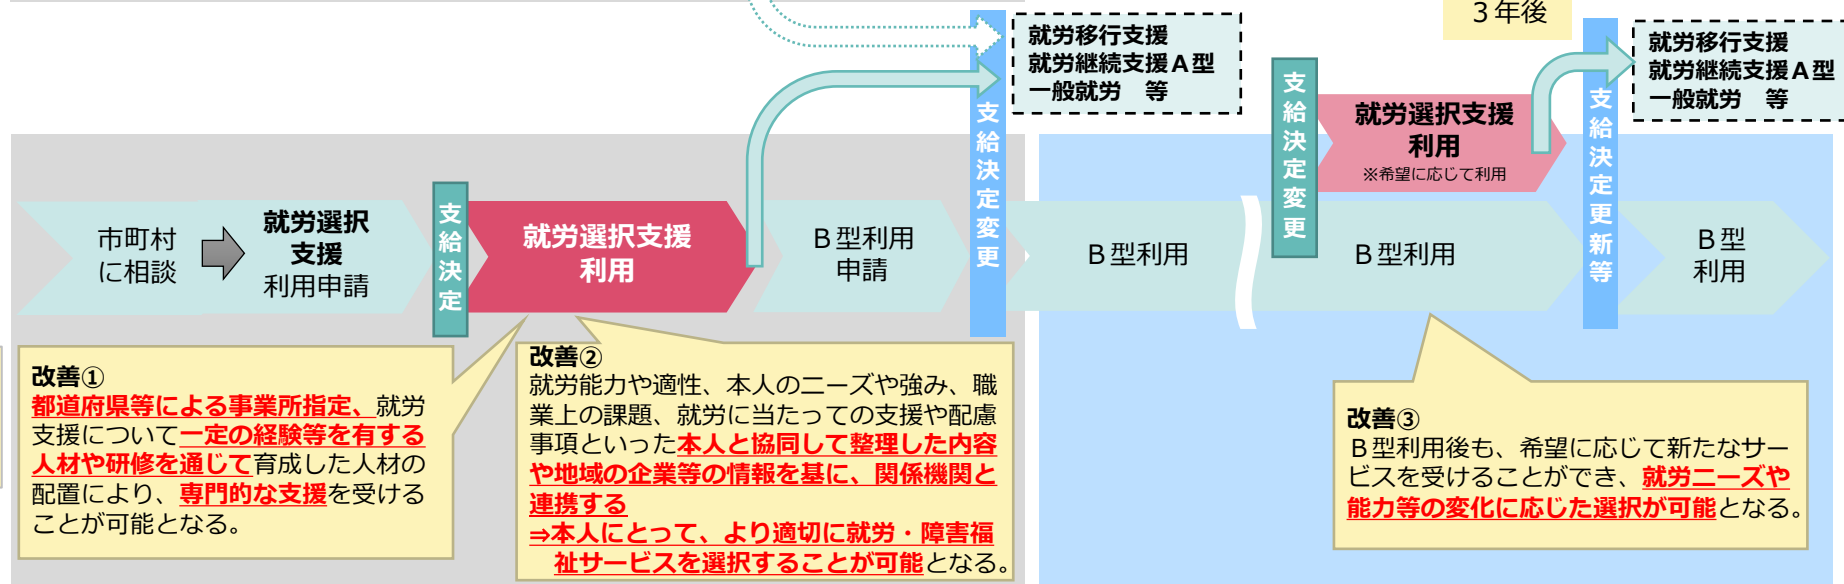 3年後
就労移行支援
就労継続支援A型
一般就労　等
就労移行支援
就労継続支援A型
一般就労　等
支給決定変更
支給決定変更
就労選択支援
利用
※希望に応じて利用
支給決定更新等
市町村
に相談
就労選択
支援
利用申請
支給決定
就労選択支援
利用
B型利用
申請
B型利用
B型利用
B型
利用
改善①
都道府県等による事業所指定、就労
支援について一定の経験等を有する
人材や研修を通じて育成した人材の
配置により、専門的な支援を受ける
ことが可能となる。
改善②
就労能力や適性、本人のニーズや強み、職
業上の課題、就労に当たっての支援や配慮
事項といった本人と協同して整理した内容
や地域の企業等の情報を基に、関係機関と
連携する
⇒本人にとって、より適切に就労・障害福
祉サービスを選択することが可能となる。
改善③
B型利用後も、希望に応じて新たなサー
ビスを受けることができ、就労ニーズや
能力等の変化に応じた選択が可能となる。